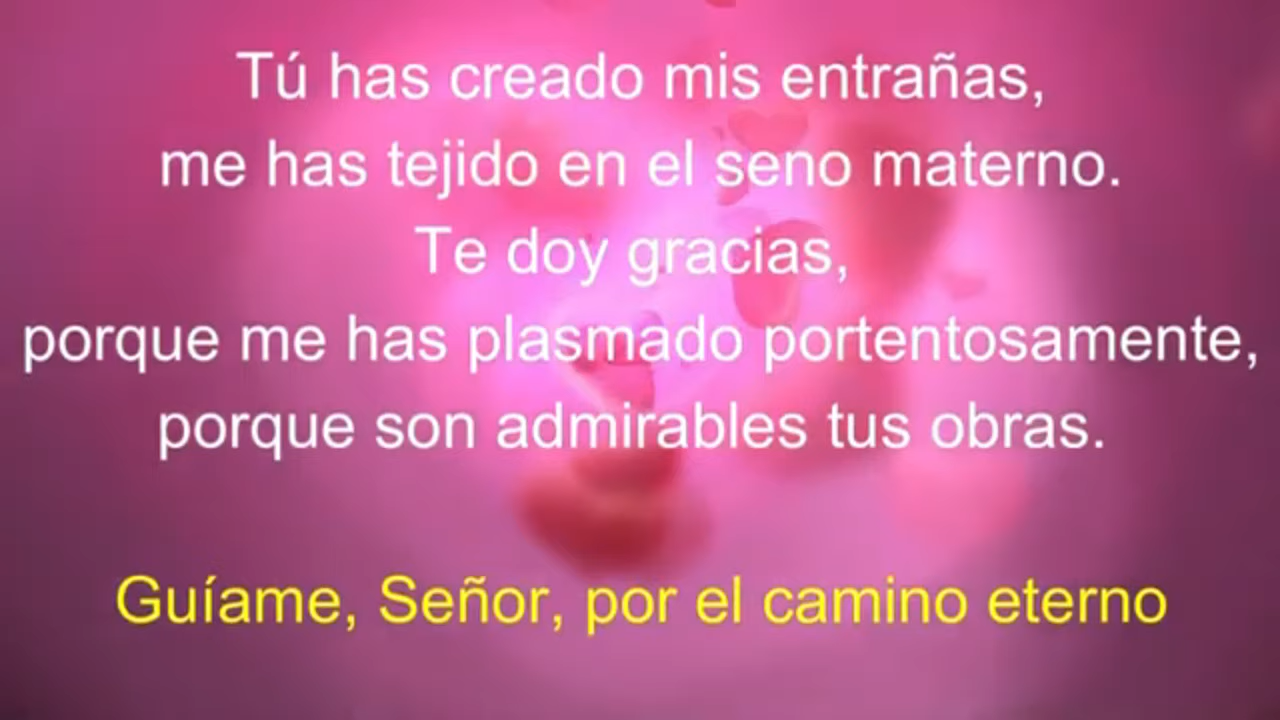 Tú has creado mis entrañas,
me has tejido en el seno materno.
Te doy gracias,
porque me has plasmado portentosamente,
porque son admirables tus obras.
Guíame, Señor, por el camino eterno